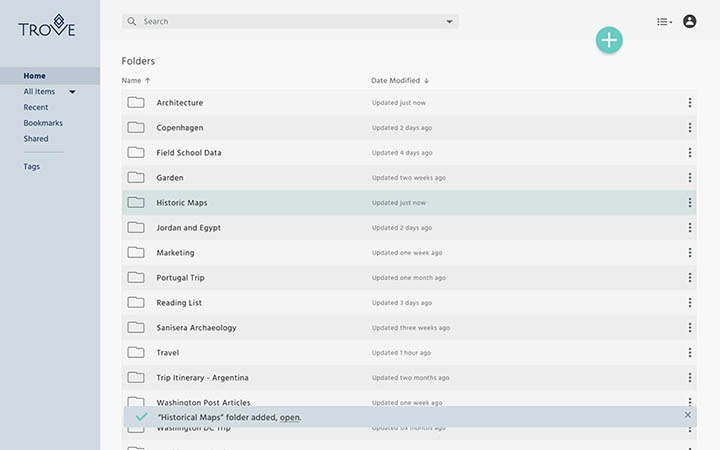 TROVE
Search
Home
All Items
Recent
Bookmarks
Shared
Tags
Folders
Name ↑ Date Modified ↓
Architecture Updated just now
Copenhagen Updated 2 days ago
Field School Data Updated 4 days ago
Garden Updated two weeks ago
Historic Maps Updated just now
Jordan and Egypt Updated 2 days ago
Marketing Updated one week ago
Portugal Trip Updated one month ago
Reading List Updated 3 days ago
Sanisera Archaeology Updated three weeks ago
Travel Updated 1 hour ago
Trip Itinerary - Argentina Updated two months ago
Washington Post Articles Updated one week ago
"Historical Maps" folder added, open.
Washington DC Trip Updated six months ago